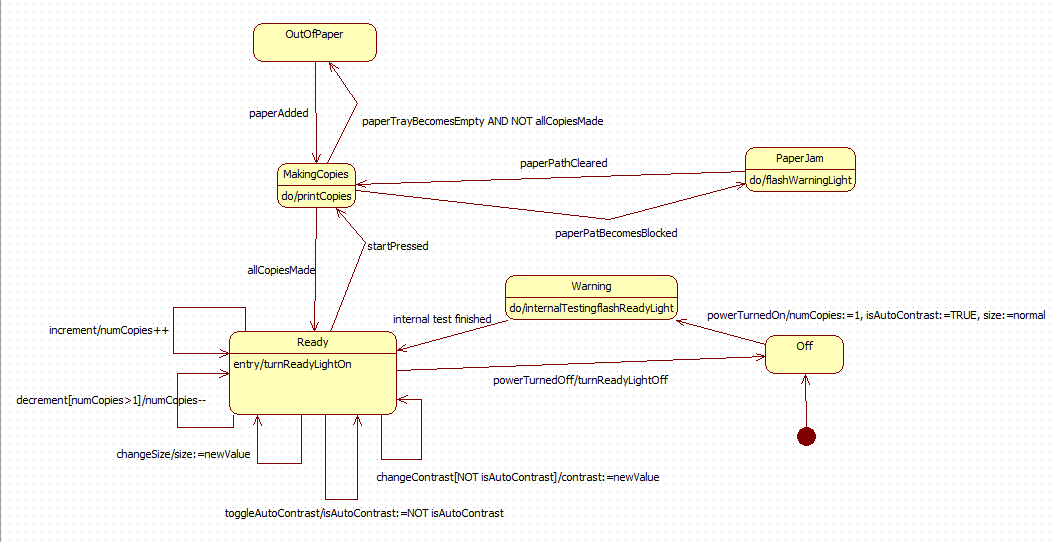 OutOfPaper
paperAdded
paperTrayBecomesEmpty AND NOT allCopiesMade
MakingCopies
do/printCopies
paperPathCleared
PaperJam
do/flashWarningLight
paperPatBecomesBlocked
startPressed
allCopiesMade
Warning
do/internalTestingflashReadyLight
internal test finished
powerTurnedOn/numCopies:=1, isAutoContrast:=TRUE, size:=normal
increment/numCopies++
Ready
entry/turnReadyLightOn
Off
powerTurnedOff/turnReadyLightOff
decrement[numCopies>1]/numCopies--
changeSize/size:=newValue
changeContrast[NOT isAutoContrast]/contrast:=newValue
toggleAutoContrast/isAutoContrast:=NOT isAutoContrast